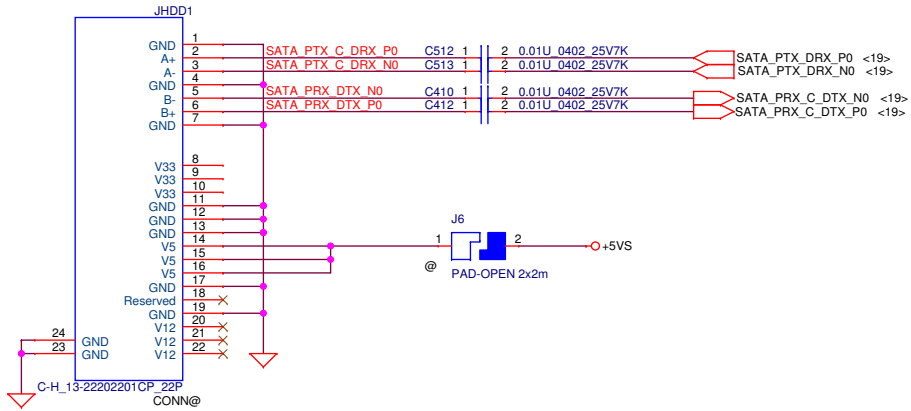 JHDD1
GND 1
A+ 2 SATA_PTX_C_DRX_P0 C512 1 2 0.01U_0402_25V7K SATA_PTX_DRX_P0 <19>
A- 3 SATA_PTX_C_DRX_N0 C513 1 2 0.01U_0402_25V7K SATA_PTX_DRX_N0 <19>
GND 4
B- 5 SATA_PRX_DTX_N0 C410 1 2 0.01U_0402_25V7K SATA_PRX_C_DTX_N0 <19>
B+ 6 SATA_PRX_DTX_P0 C412 1 2 0.01U_0402_25V7K SATA_PRX_C_DTX_P0 <19>
GND 7
V33 8
V33 9
V33 10
GND 11
GND 12
GND 13
J6
V5 14 1 2 +5VS
V5 15
@
V5 16 PAD-OPEN 2x2m
GND 17
Reserved 18
GND 19
V12 20
24 GND V12 21
23 GND V12 22
C-H_13-22202201CP_22P
CONN@